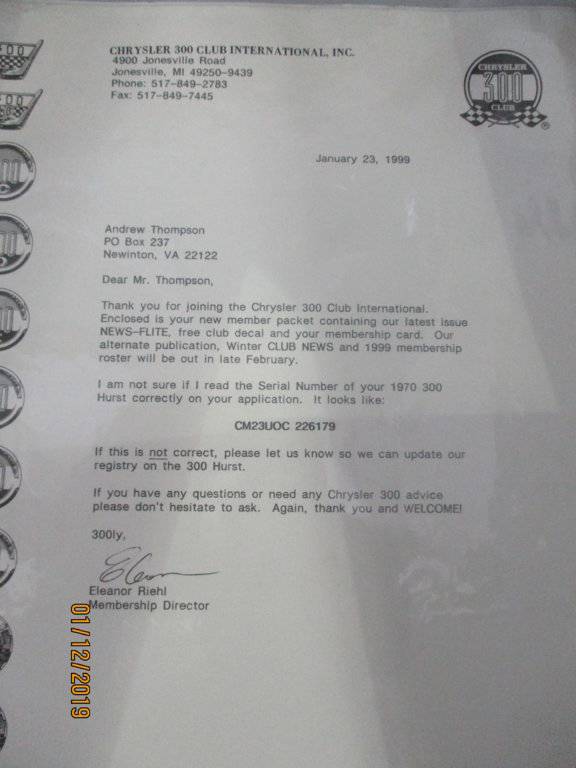 CHRYSLER 300 CLUB INTERNATIONAL, INC.
4900 Jonesville Road
Jonesville, MI 49250-9439
Phone: 517-849-2783
Fax: 517-849-7445
CHRYSLER
300
CLUB
®
January 23, 1999
Andrew Thompson
PO Box 237
Newinton, VA 22122
Dear Mr. Thompson,
Thank you for joining the Chrysler 300 Club International.
Enclosed is your new member packet containing our latest issue
NEWS-FLITE, free club decal and your membership card. Our
alternate publication, Winter CLUB NEWS and 1999 membership
roster will be out in late February.
I am not sure if I read the Serial Number of your 1970 300
Hurst correctly on your application. It looks like:
CM23UOC 226179
If this is not correct, please let us know so we can update our
registry on the 300 Hurst.
If you have any questions or need any Chrysler 300 advice
please don't hesitate to ask. Again, thank you and WELCOME!
300ly,
Eleanor Riehl
Membership Director
01/12/2019